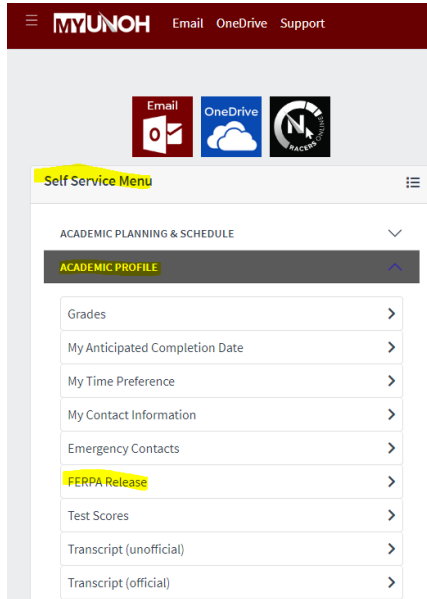 MYUNOH Email OneDrive Support
Email
OneDrive
N
RACERS ONLINE
Self Service Menu
ACADEMIC PLANNING & SCHEDULE
ACADEMIC PROFILE
Grades
My Anticipated Completion Date
My Time Preference
My Contact Information
Emergency Contacts
FERPA Release
Test Scores
Transcript (unofficial)
Transcript (official)